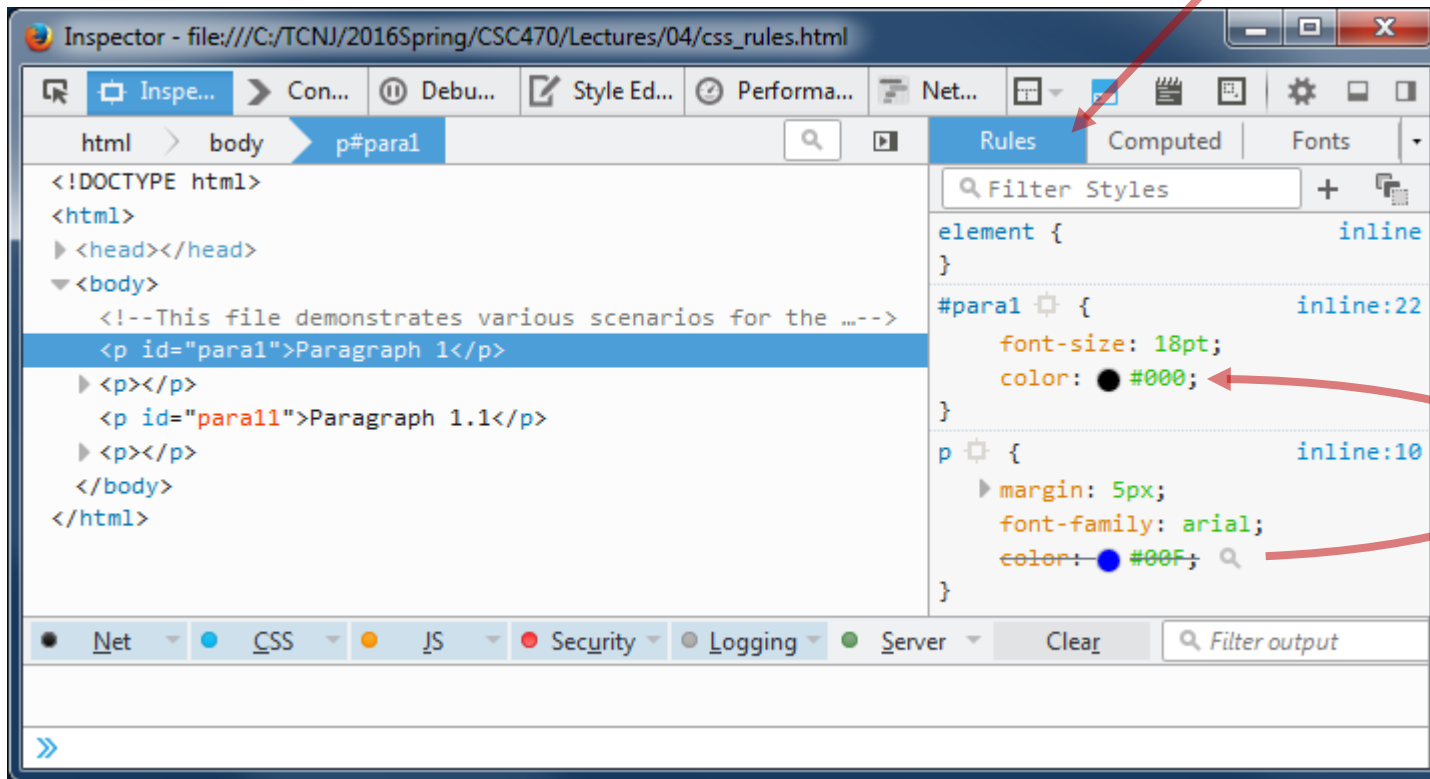 Inspector - file:///C:/TCNJ/2016Spring/CSC470/Lectures/04/css_rules.html
Inspe... Con... Debu... Style Ed... Performa... Net...
html body p#para1
<!DOCTYPE html>
<html>
<head></head>
<body>
<!--This file demonstrates various scenarios for the …-->
<p id="para1">Paragraph 1</p>
<p></p>
<p id="para11">Paragraph 1.1</p>
<p></p>
</body>
</html>
Rules Computed Fonts
Filter Styles +
element { inline
}
#para1 { inline:22
font-size: 18pt;
color: #000;
}
p { inline:10
margin: 5px;
font-family: arial;
color: #00F;
}
Net CSS JS Security Logging Server Clear Filter output